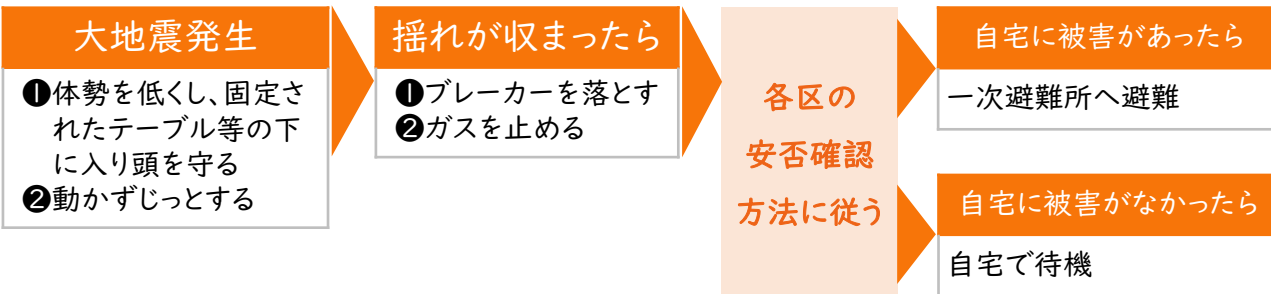 大地震発生
❶体勢を低くし、固定さ
れたテーブル等の下
に入り頭を守る
❷動かずじっとする
揺れが収まったら
❶ブレーカーを落とす
❷ガスを止める
各区の
安否確認
方法に従う
自宅に被害があったら
一次避難所へ避難
自宅に被害がなかったら
自宅で待機